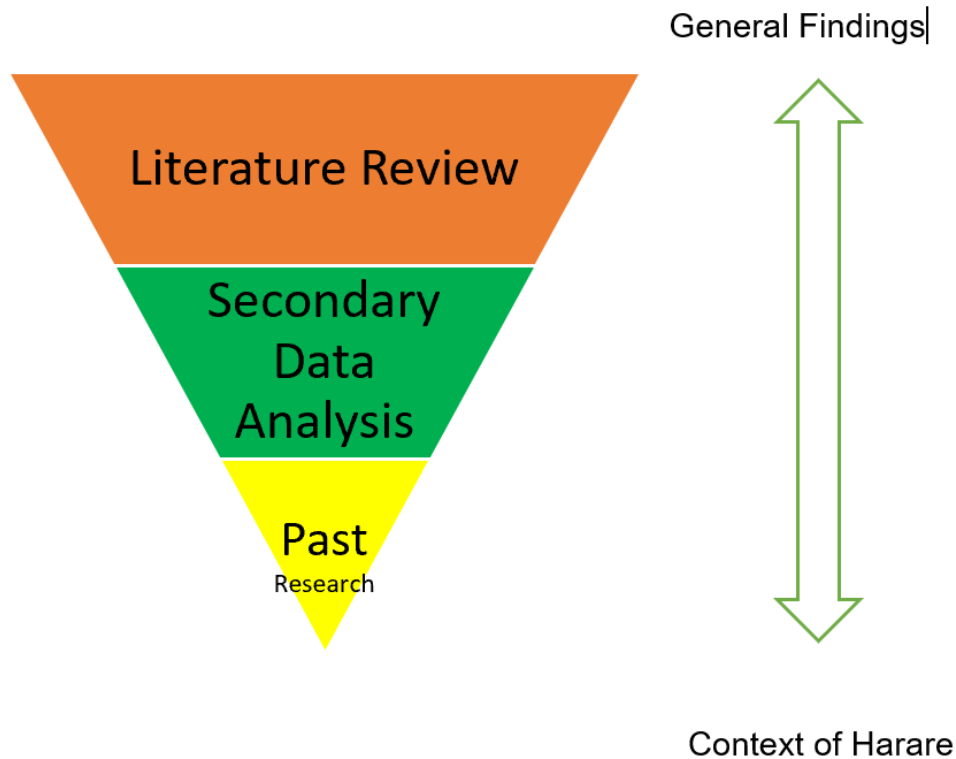 General Findings
Literature Review
Secondary
Data
Analysis
Past
Research
Context of Harare